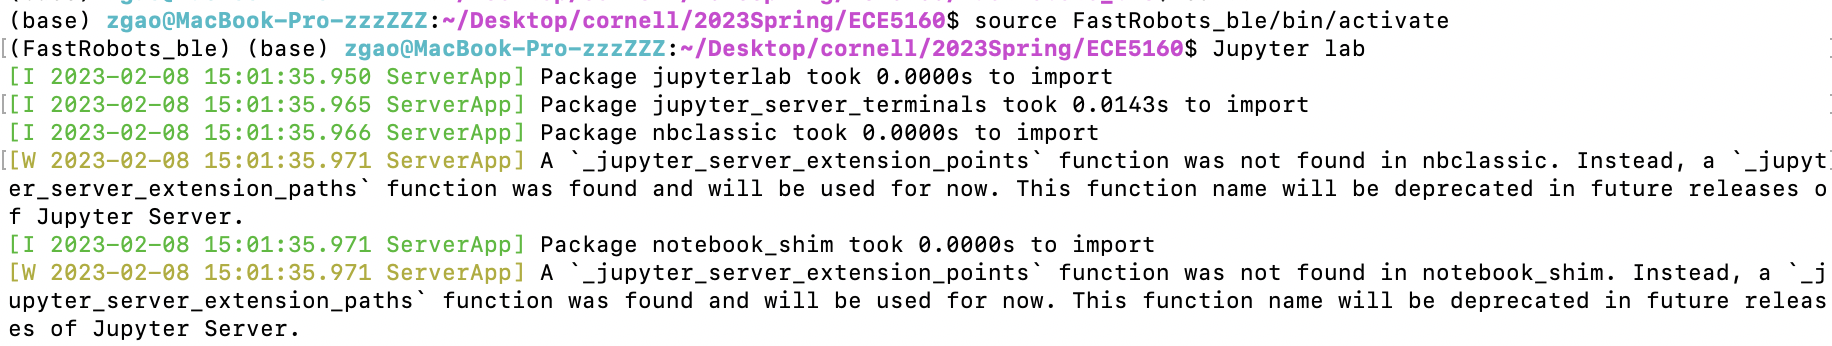 (base) zgao@MacBook-Pro-zzzZZZ:~/Desktop/cornell/2023Spring/ECE5160$ source FastRobots_ble/bin/activate
[(FastRobots_ble) (base) zgao@MacBook-Pro-zzzZZZ:~/Desktop/cornell/2023Spring/ECE5160$ Jupyter lab
[I 2023-02-08 15:01:35.950 ServerApp] Package jupyterlab took 0.0000s to import
[[I 2023-02-08 15:01:35.965 ServerApp] Package jupyter_server_terminals took 0.0143s to import
[I 2023-02-08 15:01:35.966 ServerApp] Package nbclassic took 0.0000s to import
[[W 2023-02-08 15:01:35.971 ServerApp] A `_jupyter_server_extension_points` function was not found in nbclassic. Instead, a `_jupyt
er_server_extension_paths` function was found and will be used for now. This function name will be deprecated in future releases o
f Jupyter Server.
[I 2023-02-08 15:01:35.971 ServerApp] Package notebook_shim took 0.0000s to import
[W 2023-02-08 15:01:35.971 ServerApp] A `_jupyter_server_extension_points` function was not found in notebook_shim. Instead, a `_j
upyter_server_extension_paths` function was found and will be used for now. This function name will be deprecated in future releas
es of Jupyter Server.